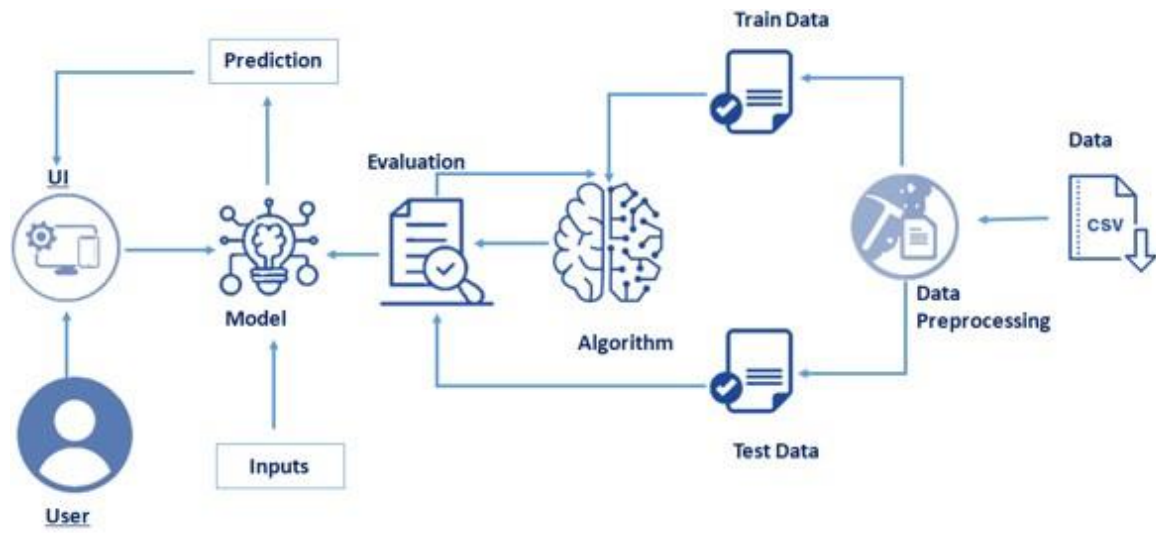 Train Data
Prediction
Data
Evaluation
UI
CSV
Model
Data
Preprocessing
Algorithm
Test Data
Inputs
User